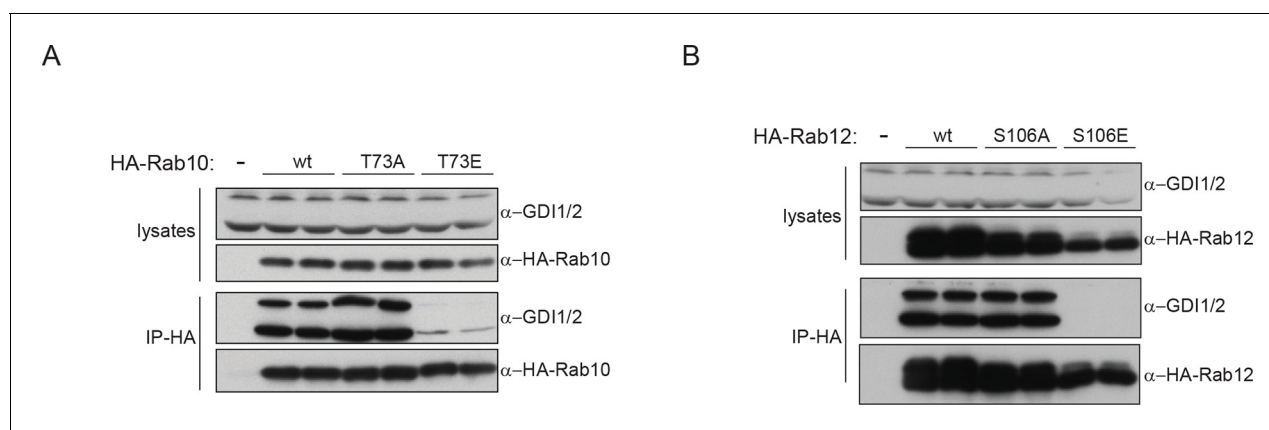 A
HA-Rab10: - wt T73A T73E
lysates
α–GDI1/2
α–HA-Rab10
IP-HA
α–GDI1/2
α–HA-Rab10
B
HA-Rab12: - wt S106A S106E
lysates
α–GDI1/2
α–HA-Rab12
IP-HA
α–GDI1/2
α–HA-Rab12